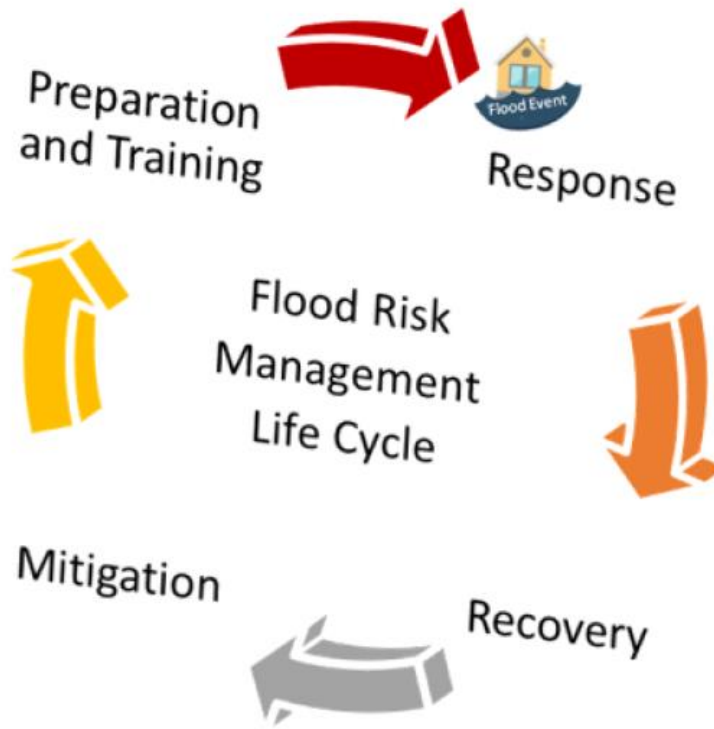 Preparation
and Training
Flood Event
Response
Flood Risk
Management
Life Cycle
Mitigation
Recovery